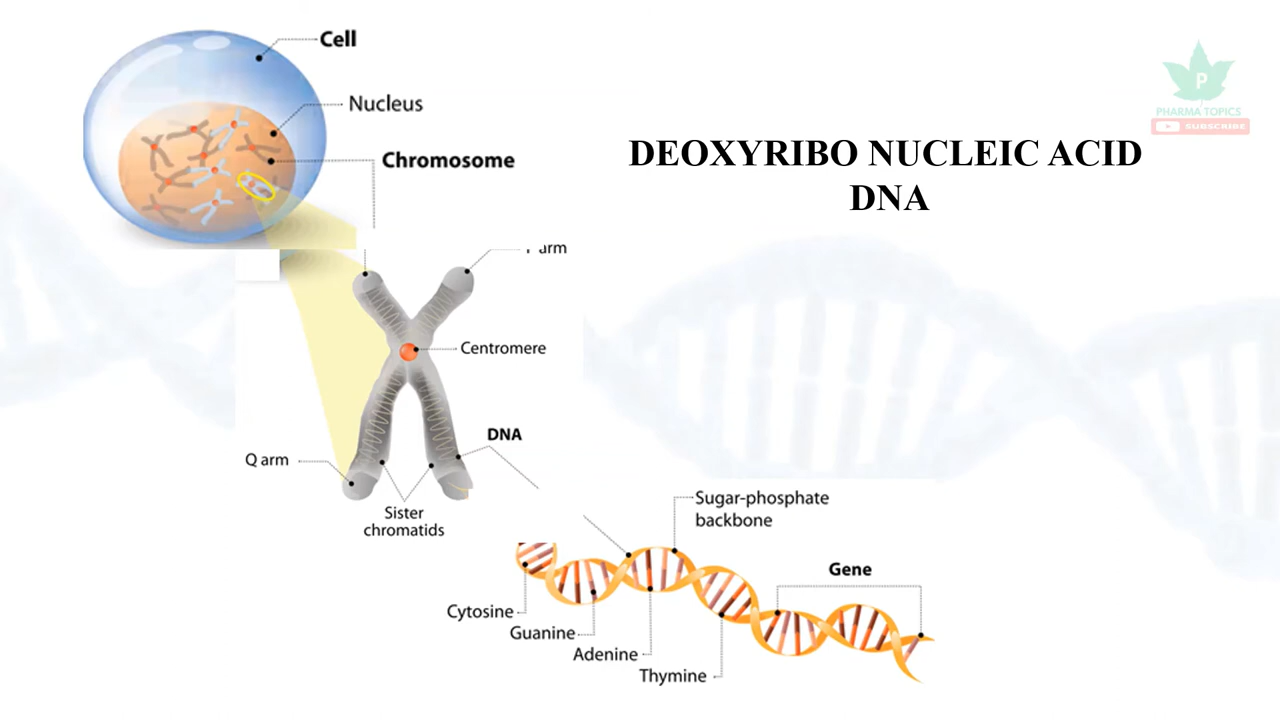 Cell
Nucleus
Chromosome
DEOXYRIBO NUCLEIC ACID
DNA
P
PHARMA TOPICS
SUBSCRIBE
arm
Centromere
DNA
Q arm
Sister
chromatids
Sugar-phosphate
backbone
Gene
Cytosine
Guanine
Adenine
Thymine